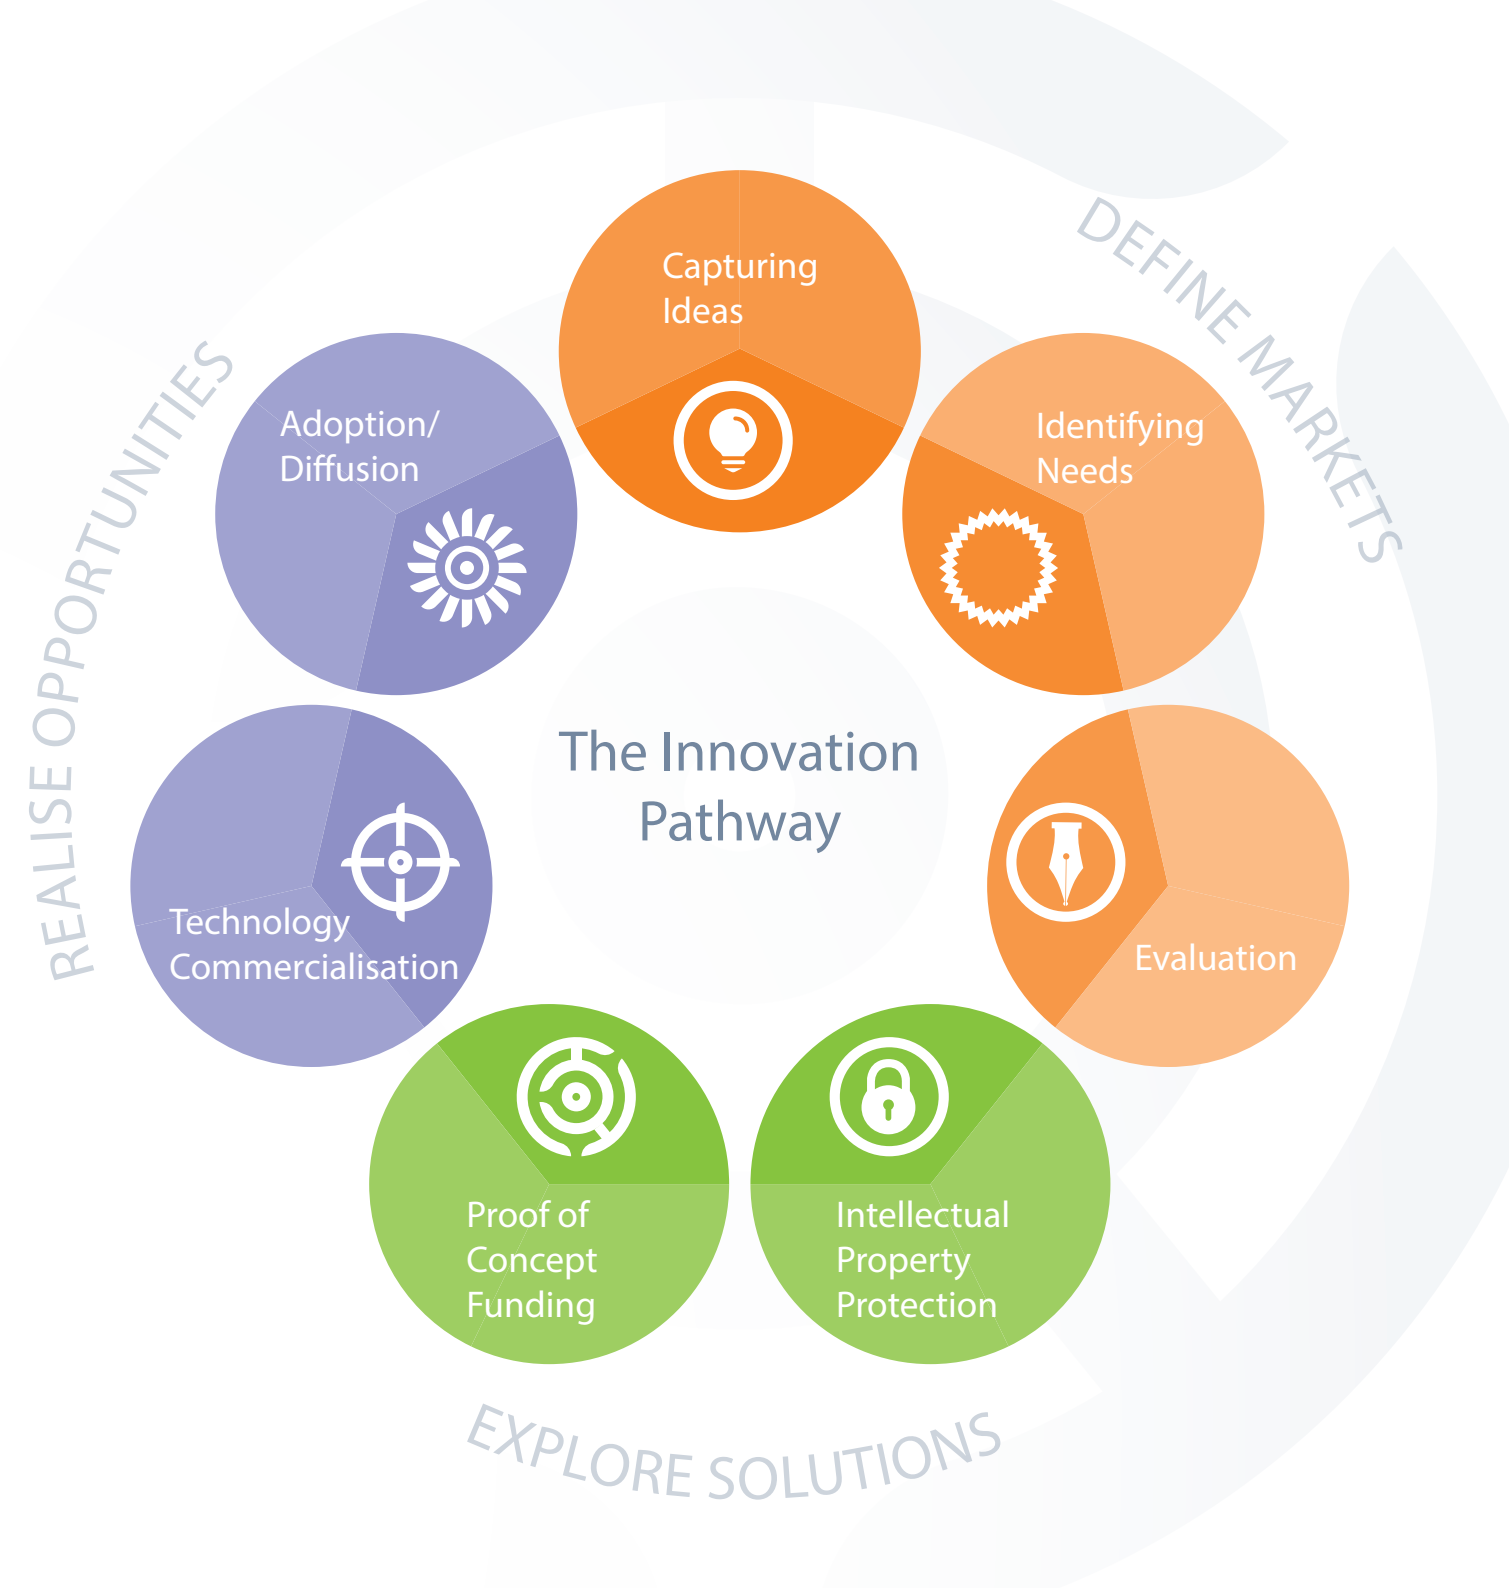 DEFINE MARKETS
Capturing
Ideas
Identifying
Needs
Evaluation
Intellectual
Property
Protection
EXPLORE SOLUTIONS
Proof of
Concept
Funding
Technology
Commercialisation
REALISE OPPORTUNITIES
Adoption/
Diffusion
The Innovation
Pathway